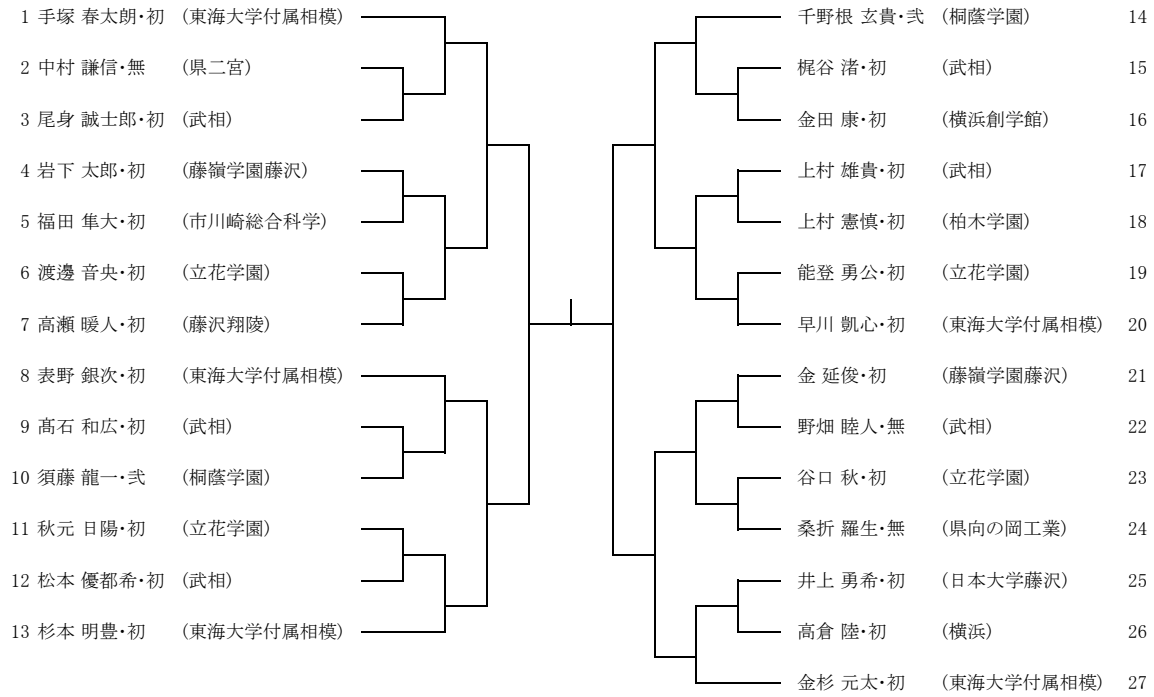 1 手塚 春太朗・初 (東海大学付属相模)
2 中村 謙信・無 (県二宮)
3 尾身 誠士郎・初 (武相)
4 岩下 太郎・初 (藤嶺学園藤沢)
5 福田 隼大・初 (市川崎総合科学)
6 渡邊 音央・初 (立花学園)
7 高瀬 暖人・初 (藤沢翔陵)
8 表野 銀次・初 (東海大学付属相模)
9 髙石 和広・初 (武相)
10 須藤 龍一・弐 (桐蔭学園)
11 秋元 日陽・初 (立花学園)
12 松本 優都希・初 (武相)
13 杉本 明豊・初 (東海大学付属相模)
千野根 玄貴・弐 (桐蔭学園) 14
梶谷 渚・初 (武相) 15
金田 康・初 (横浜創学館) 16
上村 雄貴・初 (武相) 17
上村 憲慎・初 (柏木学園) 18
能登 勇公・初 (立花学園) 19
早川 凱心・初 (東海大学付属相模) 20
金 延俊・初 (藤嶺学園藤沢) 21
野畑 睦人・無 (武相) 22
谷口 秋・初 (立花学園) 23
桑折 羅生・無 (県向の岡工業) 24
井上 勇希・初 (日本大学藤沢) 25
高倉 陸・初 (横浜) 26
金杉 元太・初 (東海大学付属相模) 27